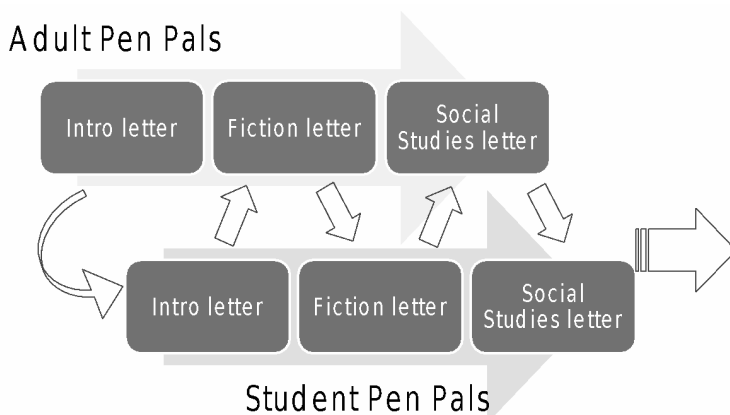 Adult Pen Pals
Intro letter
Fiction letter
Social
Studies letter
Intro letter
Fiction letter
Social
Studies letter
Student Pen Pals